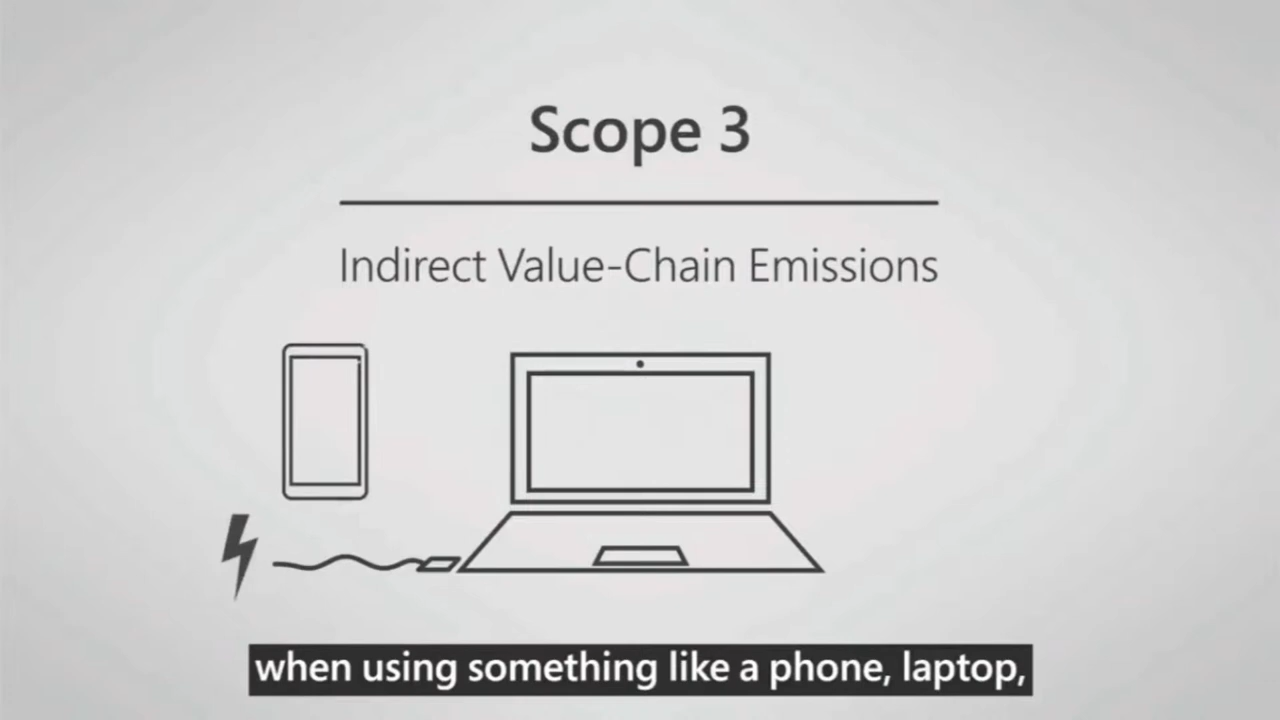 Scope 3
Indirect Value-Chain Emissions
when using something like a phone, laptop,